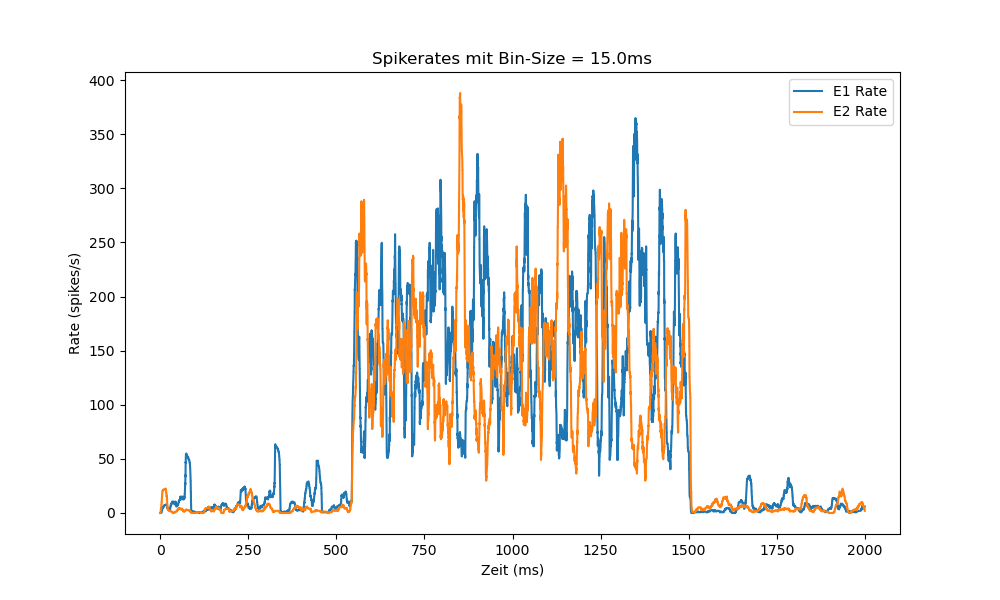 Spikerates mit Bin-Size = 15.0ms
E1 Rate
E2 Rate
400
350
300
250
200
150
100
50
0
Rate (spikes/s)
0 250 500 750 1000 1250 1500 1750 2000
Zeit (ms)